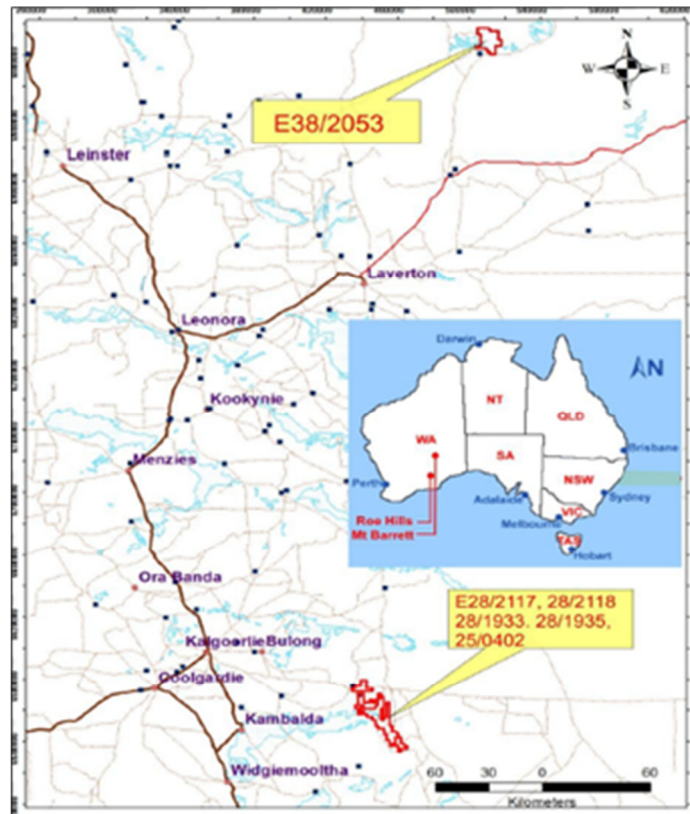 N
W E
S
E38/2053
Leinster
Laverton
Leonora
Kookynie
Menzies
Ora Banda
Kalgoorlie Bulong
Coolgardie
Kambalda
Widgiemooltha
Darwin
N
NT
QLD
WA
SA
Brisbane
NSW
Perth
Adelaide
Sydney
VIC
Roe Hills
Melbourne
Mt Barrett
TAS
Hobart
E28/2117, 28/2118
28/1933. 28/1935,
25/0402
60 30 0 60
Kilometers